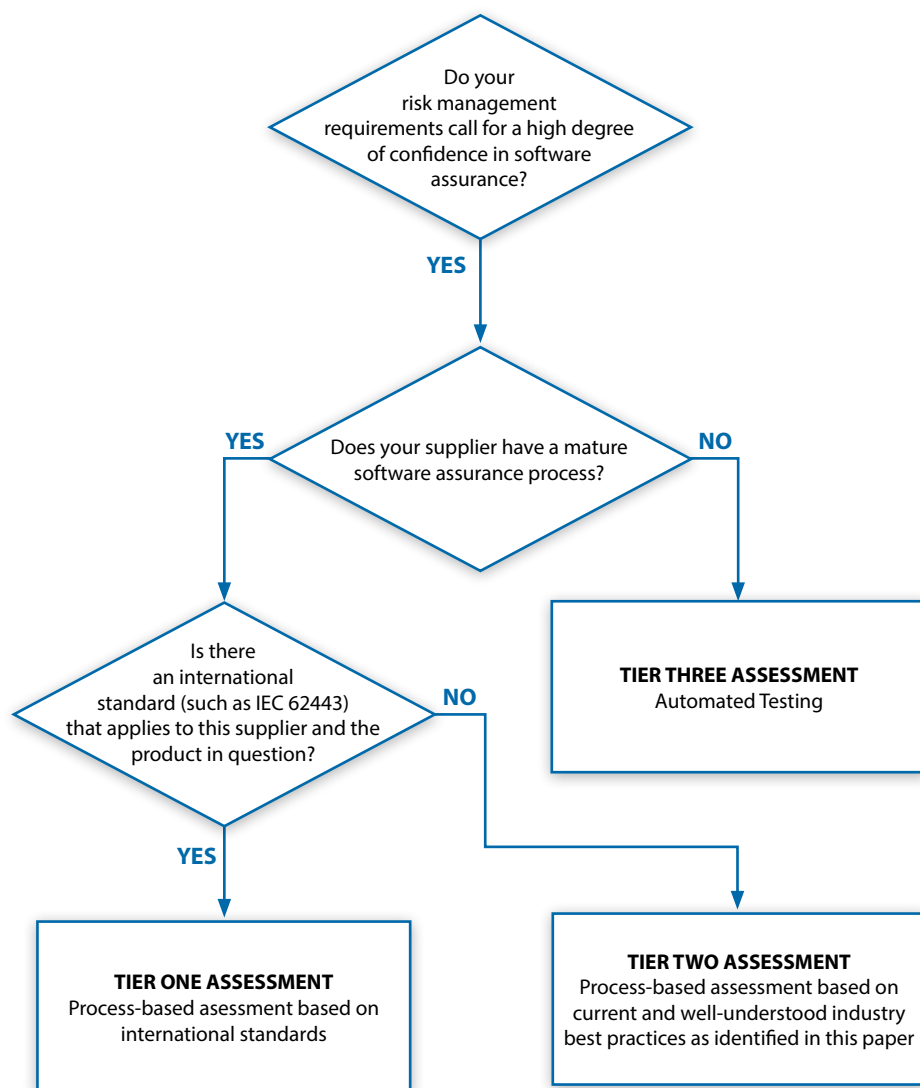 Do your
risk management
requirements call for a high degree
of confidence in software
assurance?
YES
YES
Does your supplier have a mature
software assurance process?
NO
Is there
an international
standard (such as IEC 62443)
that applies to this supplier and the
product in question?
NO
TIER THREE ASSESSMENT
Automated Testing
YES
TIER ONE ASSESSMENT
Process-based asessment based on
international standards
TIER TWO ASSESSMENT
Process-based assessment based on
current and well-understood industry
best practices as identified in this paper